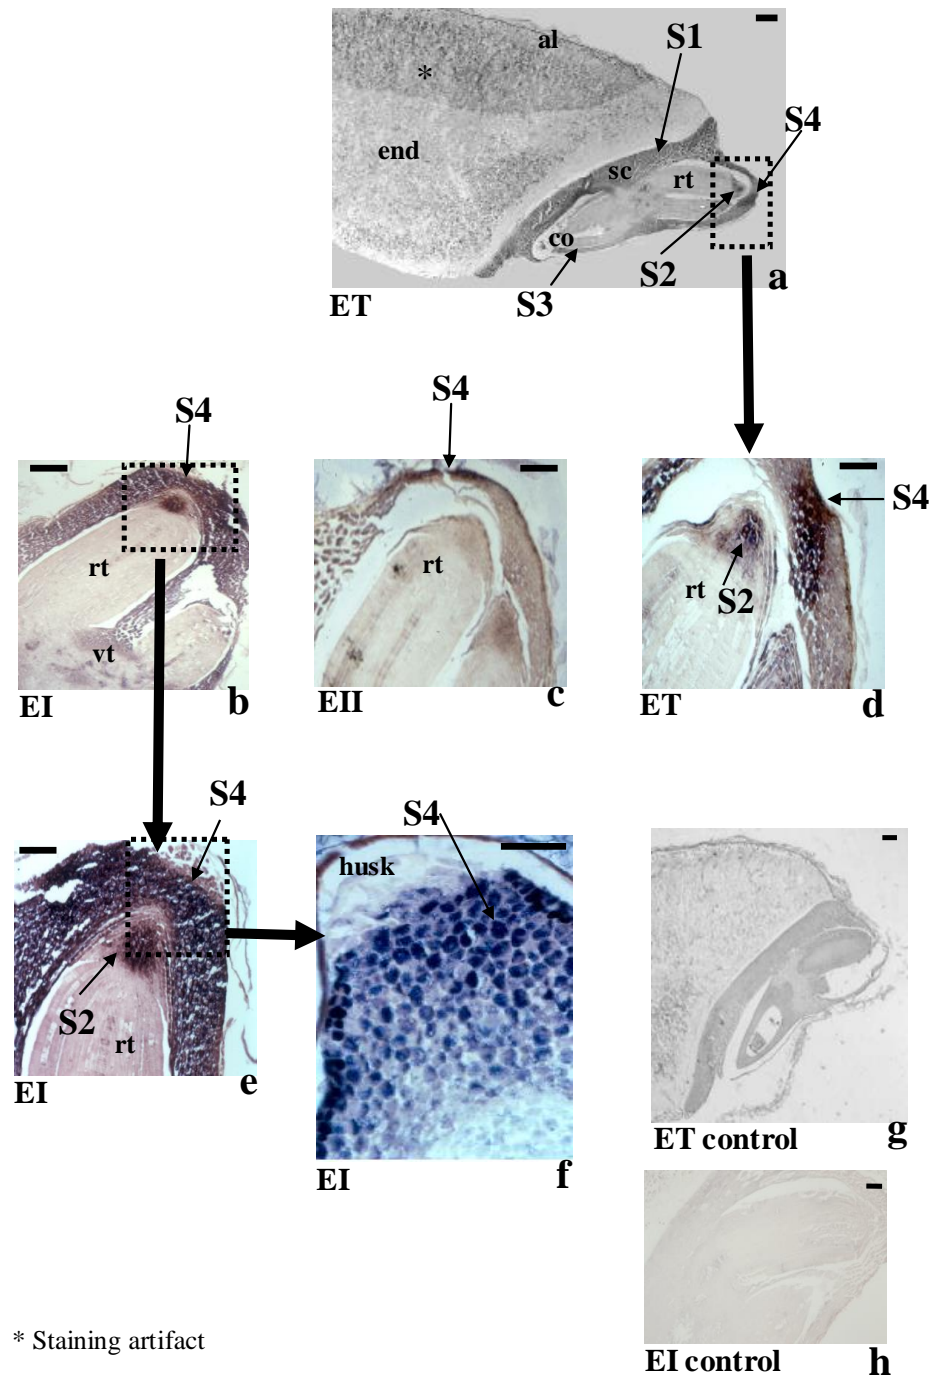 al
S1
*
S4
end
sc
rt
co
S2
a
S3
ET
S4
S4
S4
rt
rt
rt
S2
vt
b
c
d
EI
EII
ET
S4
S4
husk
S2
rt
e
EI
f
EI
g
ET control
h
EI control
* Staining artifact